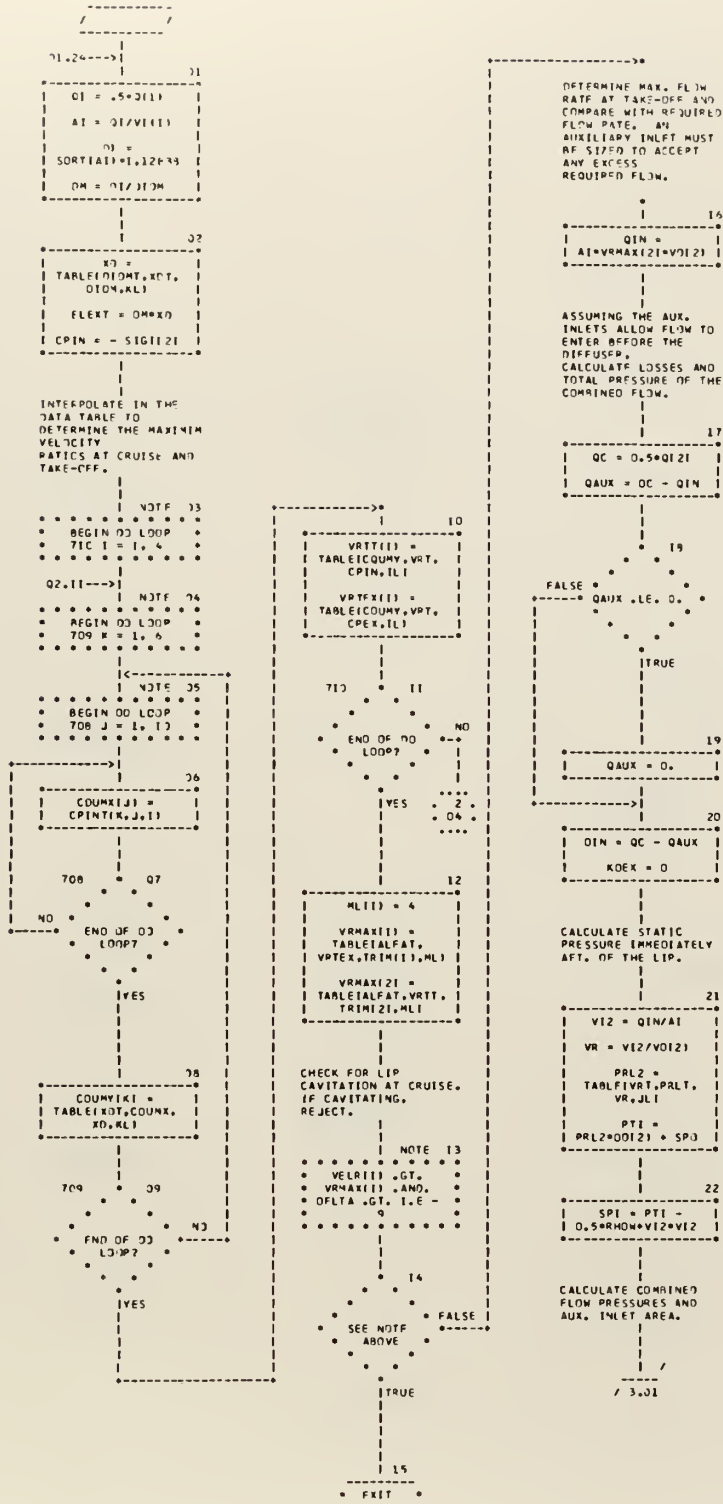 01.24--->
01
QI = .5*Q(1)
AI = QI/VI(1)
DI =
SQRT(AI)*1.12838
DM = DI/DIOM
02
XD =
TABLE(DIOMT,XDT,
DIOM,KL)
FLEXT = DM*XD
CPIN = - SIG(2)
INTERPOLATE IN THE
DATA TABLE TO
DETERMINE THE MAXIMIM
VELOCITY
RATICS AT CRUISE AND
TAKE-OFF.
NOTE 03
BEGIN DO LOOP
710 I = 1, 4
02.11--->
NOTE 04
BEGIN DO LOOP
709 K = 1, 6
NOTE 05
BEGIN DO LOOP
708 J = 1, 10
06
COUMX(J) =
CPINT(K,J,I)
708 07
NO
END OF DO
LOOP?
YES
08
COUMY(K) =
TABLE(XDT,COUMX,
XD,KL)
709 09
NO
END OF DO
LOOP?
YES
10
VRTT(I) =
TABLE(COUMY,VRT,
CPIN,IL)
VRTEX(I) =
TABLE(COUMY,VRT,
CPEX,IL)
710 11
NO
END OF DO
LOOP?
YES
2
04
12
ML(I) = 4
VRMAX(1) =
TABLE(ALFAT,
VRTEX,TRIM(1),ML)
VRMAX(2) =
TABLE(ALFAT,VRTT,
TRIM(2),ML)
CHECK FOR LIP
CAVITATION AT CRUISE.
IF CAVITATING,
REJECT.
NOTE 13
VELR(1) .GT.
VRMAX(1) .AND.
DELTA .GT. 1.E -
9
14
FALSE
SEE NOTE
ABOVE
TRUE
15
EXIT
DETERMINE MAX. FLOW
RATE AT TAKE-OFF AND
COMPARE WITH REQUIRED
FLOW RATE. AN
AUXILIARY INLET MUST
BE SIZED TO ACCEPT
ANY EXCESS
REQUIRED FLOW.
16
QIN =
AI*VRMAX(2)*VO(2)
ASSUMING THE AUX.
INLETS ALLOW FLOW TO
ENTER BEFORE THE
DIFFUSER,
CALCULATE LOSSES AND
TOTAL PRESSURE OF THE
COMBINED FLOW.
17
QC = 0.5*Q(2)
QAUX = QC - QIN
18
FALSE
QAUX .LE. 0.
TRUE
19
QAUX = 0.
20
QIN = QC - QAUX
KOEX = 0
CALCULATE STATIC
PRESSURE IMMEDIATELY
AFT. OF THE LIP.
21
VI2 = QIN/AI
VR = VI2/VO(2)
PRL2 =
TABLE(VRT,PRLT,
VR,JL)
PTI =
PRL2*QO(2) + SPO
22
SPI = PTI -
0.5*RHOW*VI2*VI2
CALCULATE COMBINED
FLOW PRESSURES AND
AUX. INLET AREA.
/ 3.01